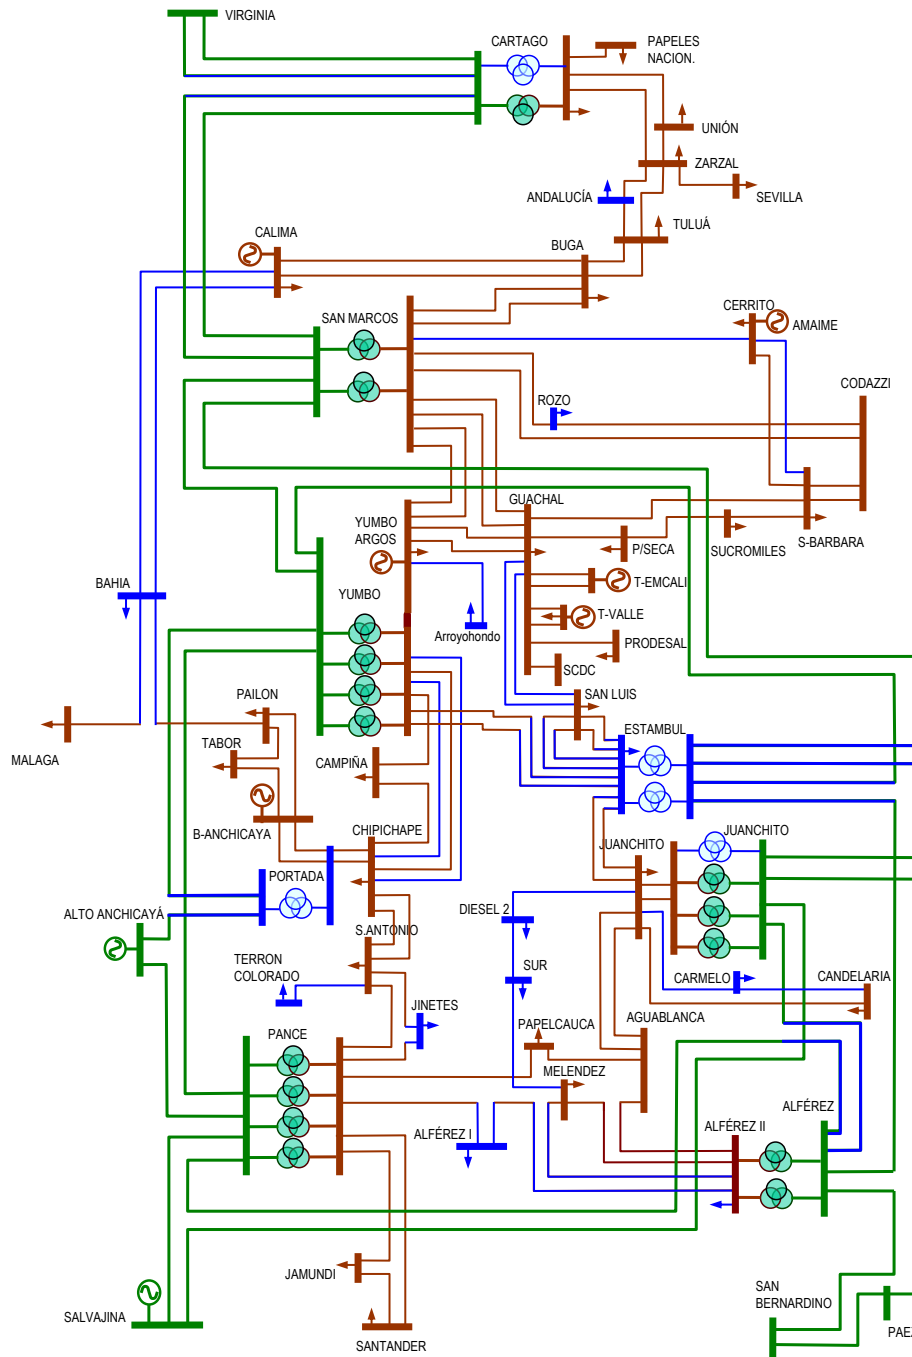 VIRGINIA
CARTAGO
PAPELES
NACION.
UNIÓN
ZARZAL
ANDALUCÍA
SEVILLA
TULUÁ
CALIMA
BUGA
CERRITO
SAN MARCOS
AMAIME
CODAZZI
ROZO
GUACHAL
YUMBO
ARGOS
P/SECA
SUCROMILES
S-BARBARA
BAHIA
YUMBO
T-EMCALI
T-VALLE
Arroyohondo
PRODESAL
SCDC
PAILON
SAN LUIS
ESTAMBUL
MALAGA
TABOR
CAMPIÑA
B-ANCHICAYA
CHIPICHAPE
JUANCHITO
JUANCHITO
PORTADA
ALTO ANCHICAYÁ
DIESEL 2
S.ANTONIO
TERRON
COLORADO
SUR
CARMELO
CANDELARIA
JINETES
PAPELCAUCA
AGUABLANCA
PANCE
MELENDEZ
ALFÉREZ
ALFÉREZ I
ALFÉREZ II
JAMUNDI
SAN
BERNARDINO
SALVAJINA
SANTANDER